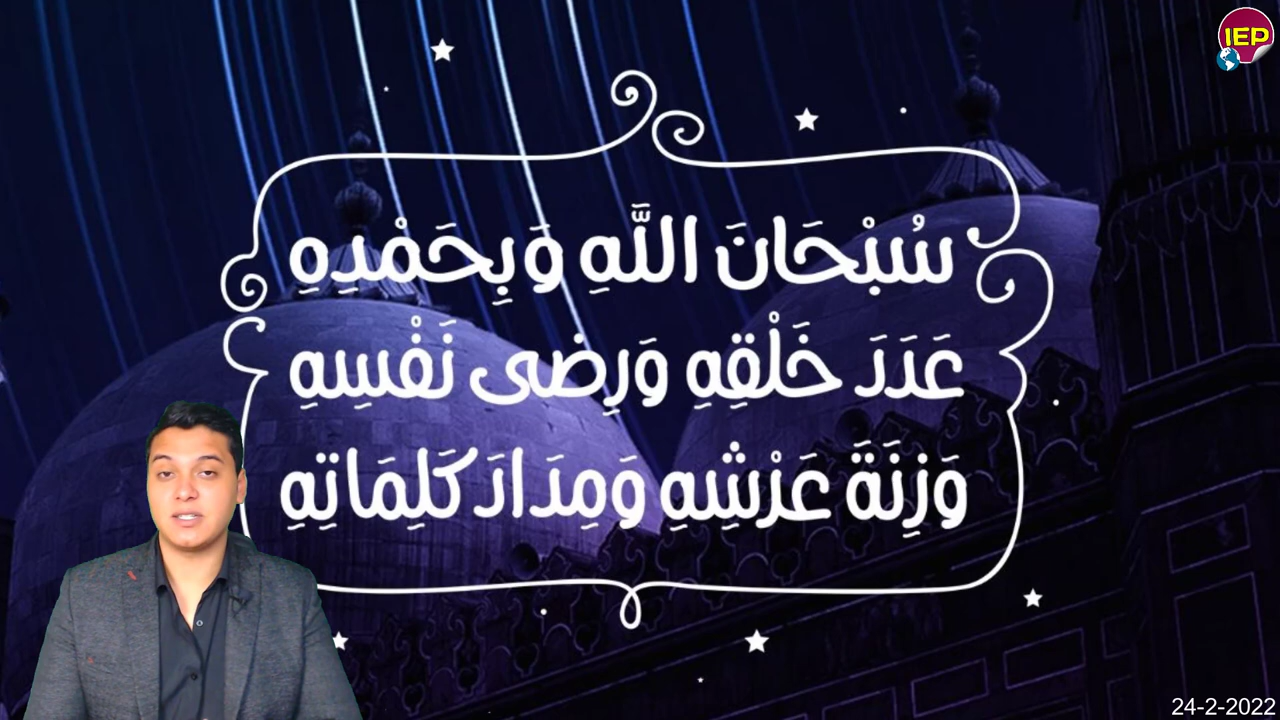 IEP
سُبْحَانَ اللَّهِ وَبِحَمْدِهِ
عَدَدَ خَلْقِهِ وَرِضَى نَفْسِهِ
وَزِنَةَ عَرْشِهِ وَمِدَادَ كَلِمَاتِهِ
24-2-2022